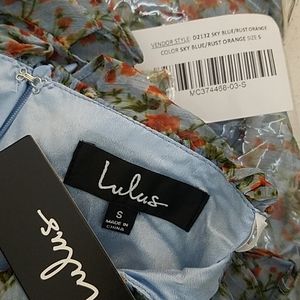 VENDOR STYLE: D2132 SKY BLUE/RUST ORANGE
COLOR SKY BLUE/RUST ORANGE SIZE S
MC374468-03-S
Lulus
S
MADE IN
CHINA
Lulus